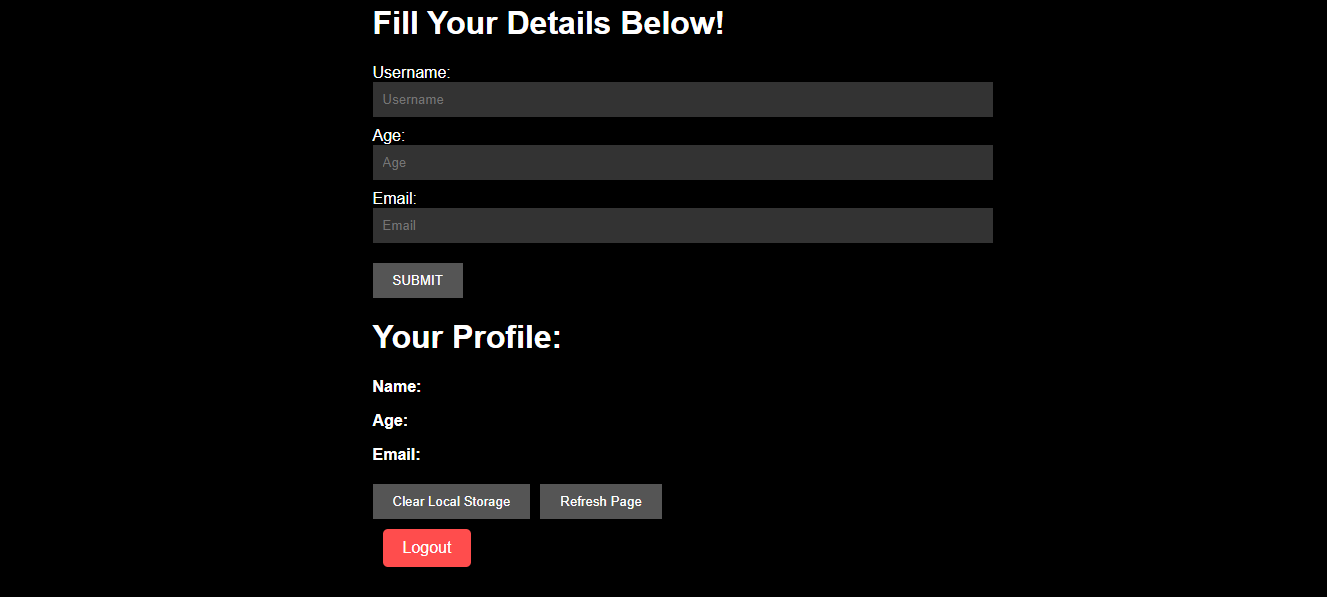 Fill Your Details Below!
Username:
Username
Age:
Age
Email:
Email
SUBMIT
Your Profile:
Name:
Age:
Email:
Clear Local Storage Refresh Page
Logout